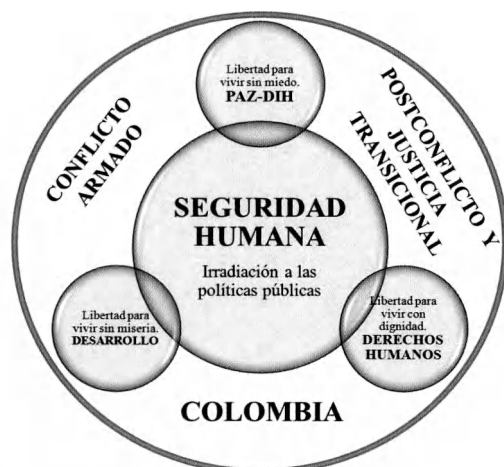 Libertad para
vivir sin miedo.
PAZ-DIH
CONFLICTO
ARMADO
POSTCONFLICTO Y
JUSTICIA
TRANSICIONAL
SEGURIDAD
HUMANA
Irradiación a las
políticas públicas
Libertad para
vivir sin miseria.
DESARROLLO
Libertad para
vivir con
dignidad.
DERECHOS
HUMANOS
COLOMBIA